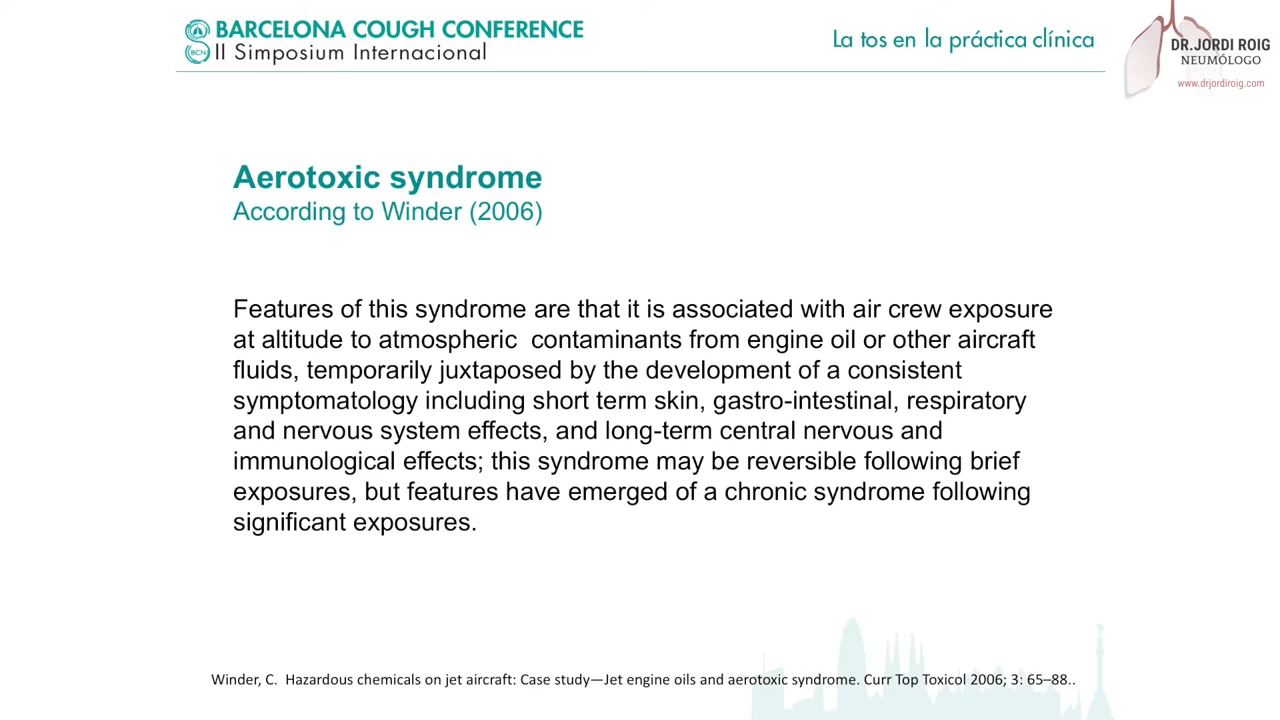 BARCELONA COUGH CONFERENCE
BCN
II Simposium Internacional
La tos en la práctica clínica
DR.JORDI ROIG
NEUMÓLOGO
www.drjordiroig.com
Aerotoxic syndrome
According to Winder (2006)
Features of this syndrome are that it is associated with air crew exposure
at altitude to atmospheric contaminants from engine oil or other aircraft
fluids, temporarily juxtaposed by the development of a consistent
symptomatology including short term skin, gastro-intestinal, respiratory
and nervous system effects, and long-term central nervous and
immunological effects; this syndrome may be reversible following brief
exposures, but features have emerged of a chronic syndrome following
significant exposures.
Winder, C. Hazardous chemicals on jet aircraft: Case study—Jet engine oils and aerotoxic syndrome. Curr Top Toxicol 2006; 3: 65–88..